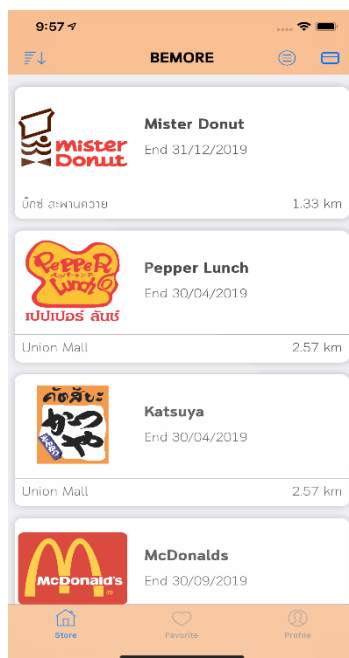 9:57
BEMORE
mister
Donut
Mister Donut
End 31/12/2019
บิ๊กซี สะพานควาย
1.33 km
PePPeR
Lunch
เปปเปอร์ ลันช์
Pepper Lunch
End 30/04/2019
Union Mall
2.57 km
คัตสึยะ
かつや
Katsuya
End 30/04/2019
Union Mall
2.57 km
McDonald's
McDonalds
End 30/09/2019
Store
Favorite
Profile